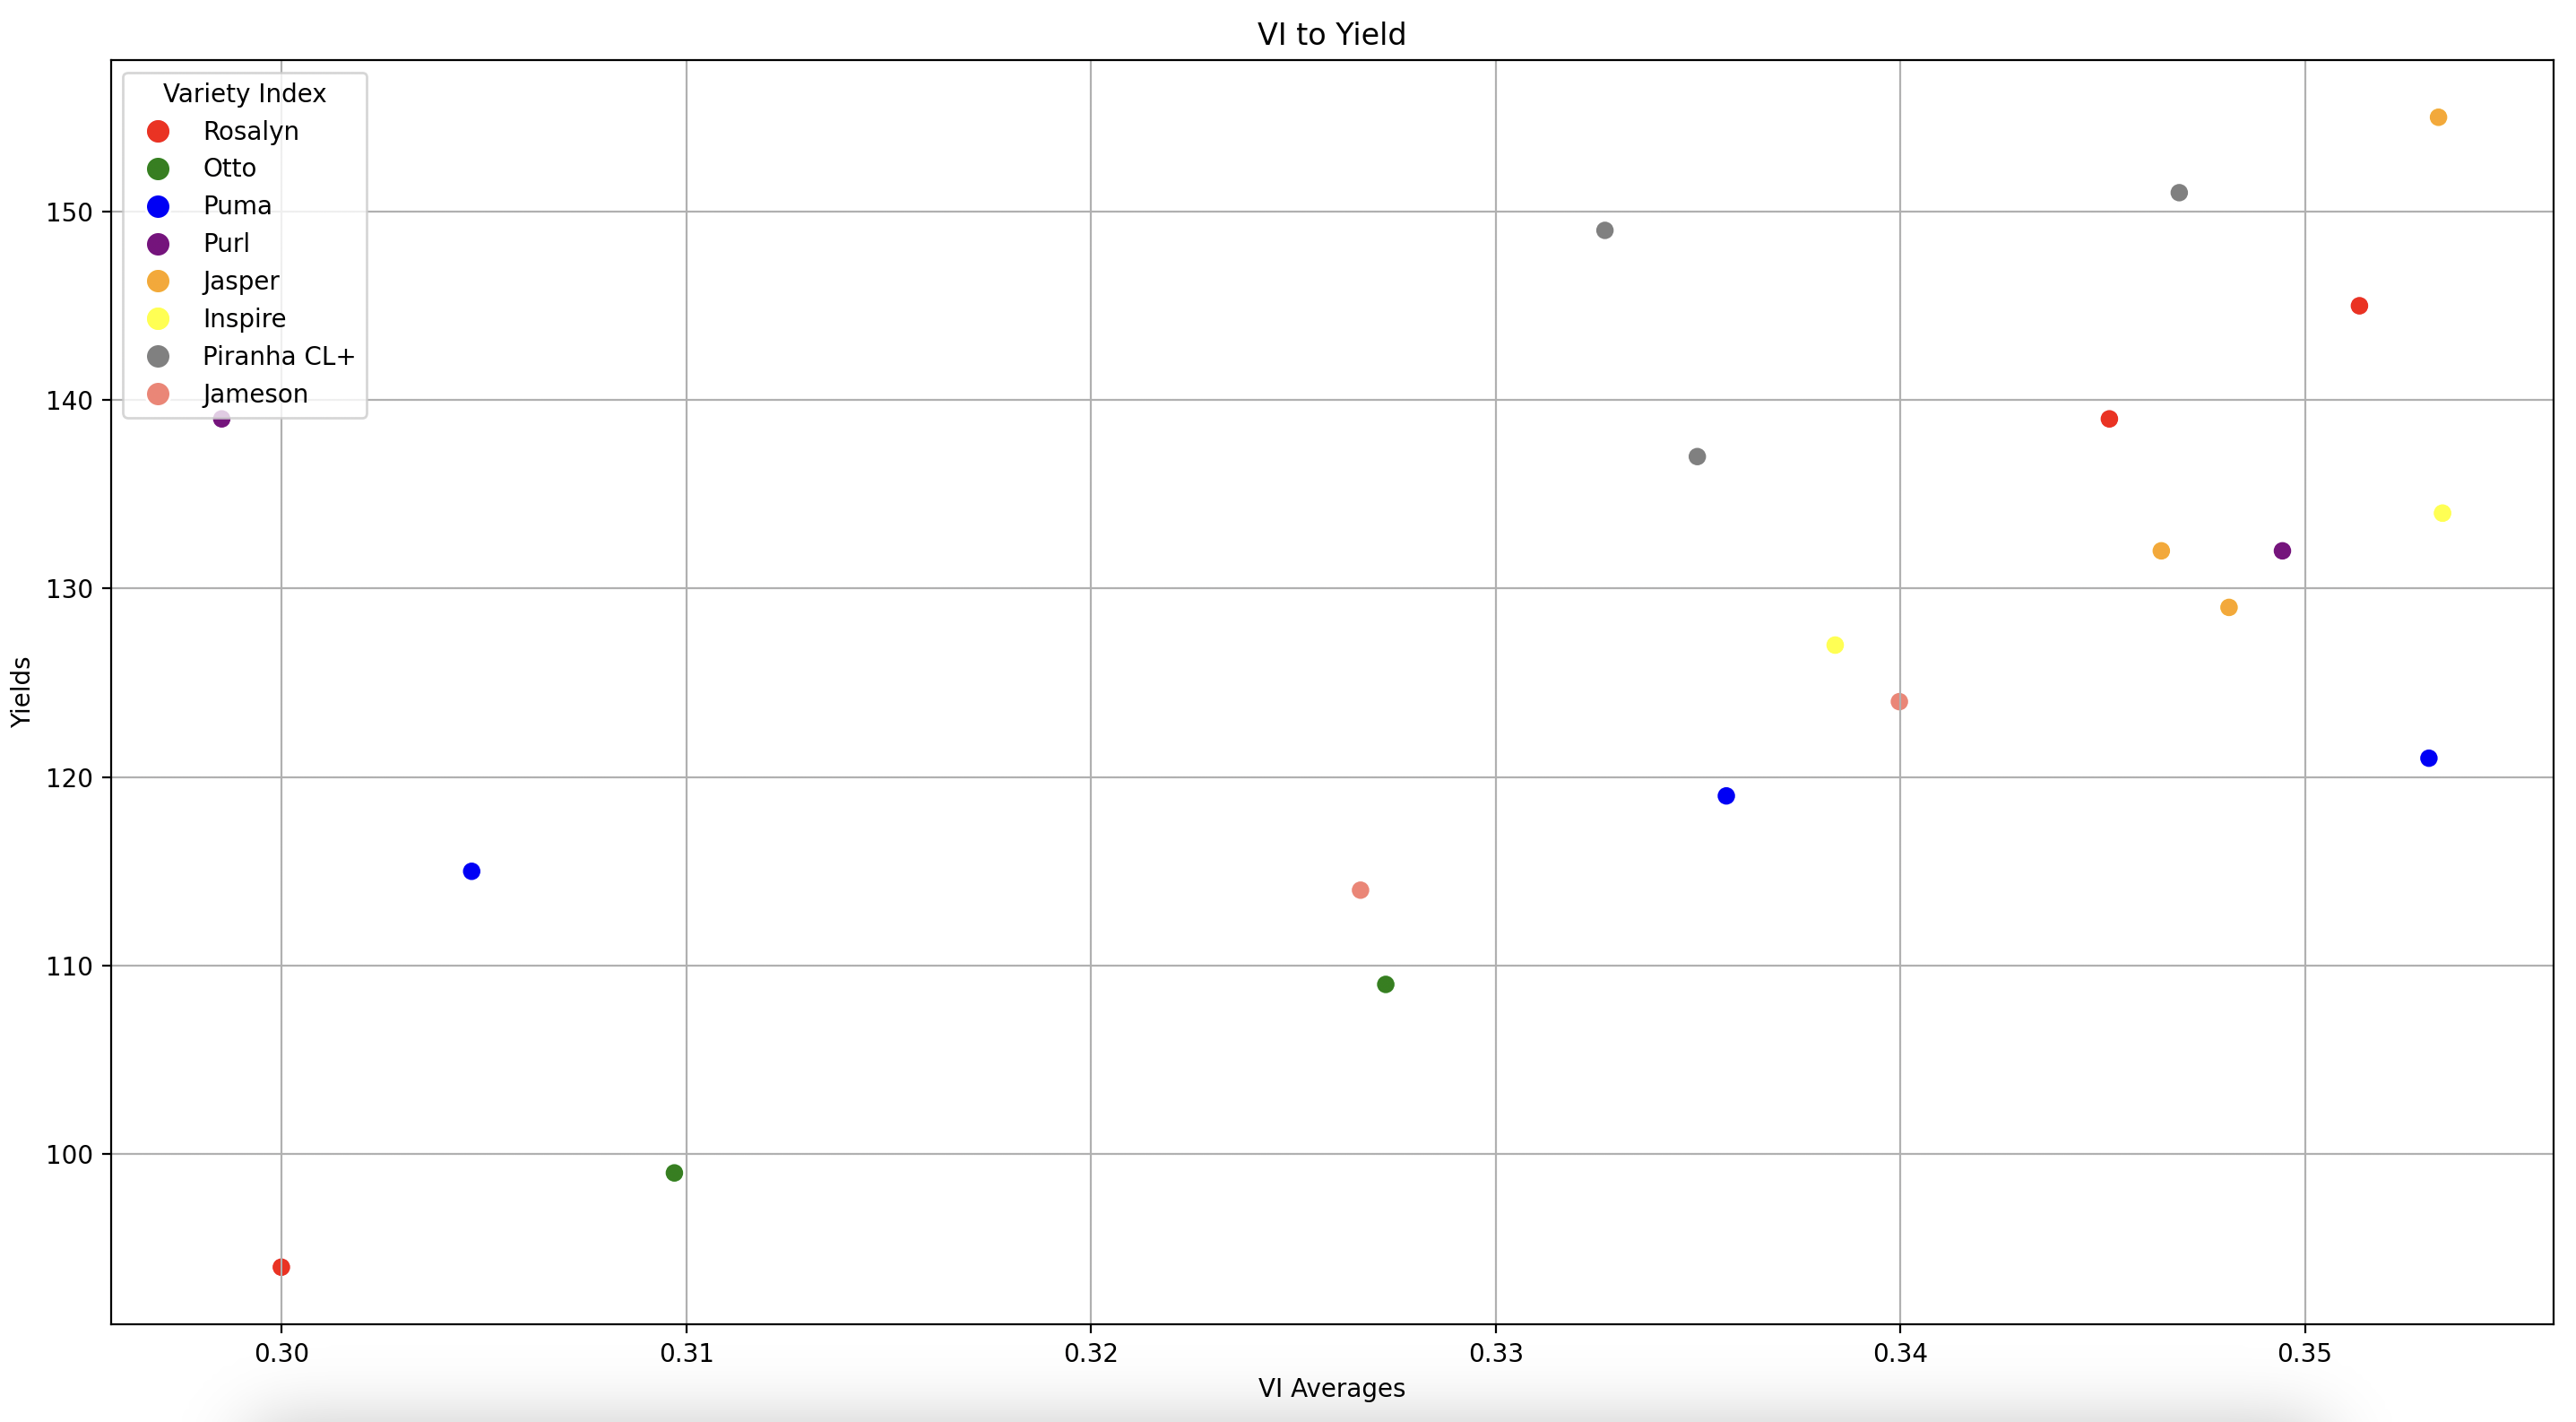 VI to Yield
Variety Index
Rosalyn
Otto
Puma
Purl
Jasper
Inspire
Piranha CL+
Jameson
150
140
130
120
110
100
Yields
0.30 0.31 0.32 0.33 0.34 0.35
VI Averages